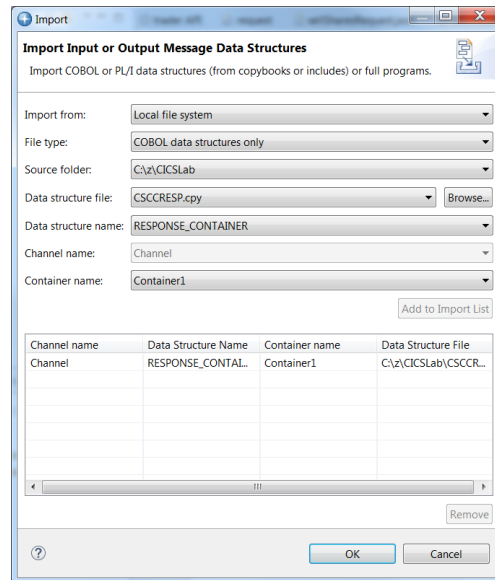 Import
trader API
request
Import Input or Output Message Data Structures
Import COBOL or PL/I data structures (from copybooks or includes) or full programs.
Import from: Local file system
File type: COBOL data structures only
Source folder: C:\z\CICSLab
Data structure file: CSCCRESP.cpy Browse...
Data structure name: RESPONSE_CONTAINER
Channel name: Channel
Container name: Container1
Add to Import List
Channel name Data Structure Name Container name Data Structure File
Channel RESPONSE_CONTAI... Container1 C:\z\CICSLab\CSCCR...
Remove
? OK Cancel